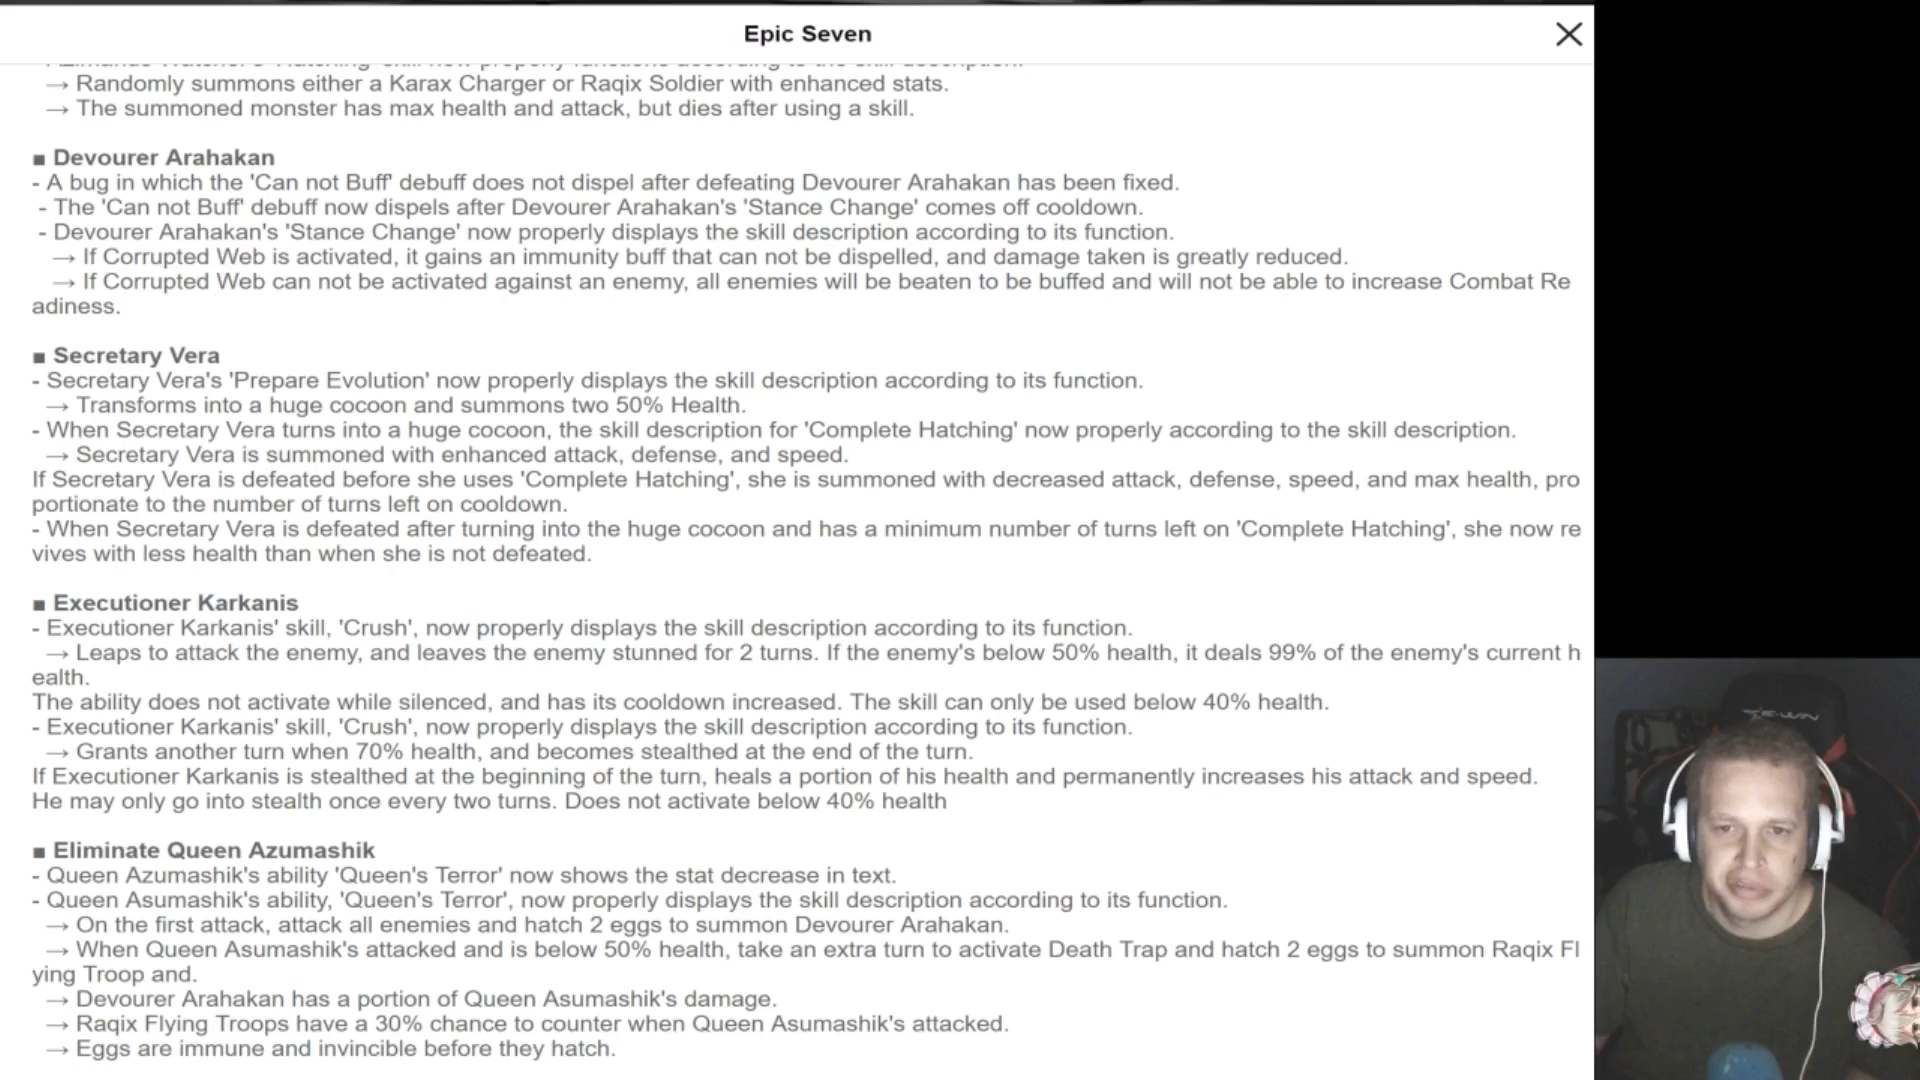 Epic Seven
→ Randomly summons either a Karax Charger or Raqix Soldier with enhanced stats.
→ The summoned monster has max health and attack, but dies after using a skill.
■ Devourer Arahakan
- A bug in which the 'Can not Buff' debuff does not dispel after defeating Devourer Arahakan has been fixed.
- The 'Can not Buff' debuff now dispels after Devourer Arahakan's 'Stance Change' comes off cooldown.
- Devourer Arahakan's 'Stance Change' now properly displays the skill description according to its function.
→ If Corrupted Web is activated, it gains an immunity buff that can not be dispelled, and damage taken is greatly reduced.
→ If Corrupted Web can not be activated against an enemy, all enemies will be beaten to be buffed and will not be able to increase Combat Re
adiness.
■ Secretary Vera
- Secretary Vera's 'Prepare Evolution' now properly displays the skill description according to its function.
→ Transforms into a huge cocoon and summons two 50% Health.
- When Secretary Vera turns into a huge cocoon, the skill description for 'Complete Hatching' now properly according to the skill description.
→ Secretary Vera is summoned with enhanced attack, defense, and speed.
If Secretary Vera is defeated before she uses 'Complete Hatching', she is summoned with decreased attack, defense, speed, and max health, pro
portionate to the number of turns left on cooldown.
- When Secretary Vera is defeated after turning into the huge cocoon and has a minimum number of turns left on 'Complete Hatching', she now re
vives with less health than when she is not defeated.
■ Executioner Karkanis
- Executioner Karkanis' skill, 'Crush', now properly displays the skill description according to its function.
→ Leaps to attack the enemy, and leaves the enemy stunned for 2 turns. If the enemy's below 50% health, it deals 99% of the enemy's current h
ealth.
The ability does not activate while silenced, and has its cooldown increased. The skill can only be used below 40% health.
- Executioner Karkanis' skill, 'Crush', now properly displays the skill description according to its function.
→ Grants another turn when 70% health, and becomes stealthed at the end of the turn.
If Executioner Karkanis is stealthed at the beginning of the turn, heals a portion of his health and permanently increases his attack and speed.
He may only go into stealth once every two turns. Does not activate below 40% health
■ Eliminate Queen Azumashik
- Queen Azumashik's ability 'Queen's Terror' now shows the stat decrease in text.
- Queen Asumashik's ability, 'Queen's Terror', now properly displays the skill description according to its function.
→ On the first attack, attack all enemies and hatch 2 eggs to summon Devourer Arahakan.
→ When Queen Asumashik's attacked and is below 50% health, take an extra turn to activate Death Trap and hatch 2 eggs to summon Raqix Fl
ying Troop and.
→ Devourer Arahakan has a portion of Queen Asumashik's damage.
→ Raqix Flying Troops have a 30% chance to counter when Queen Asumashik's attacked.
→ Eggs are immune and invincible before they hatch.